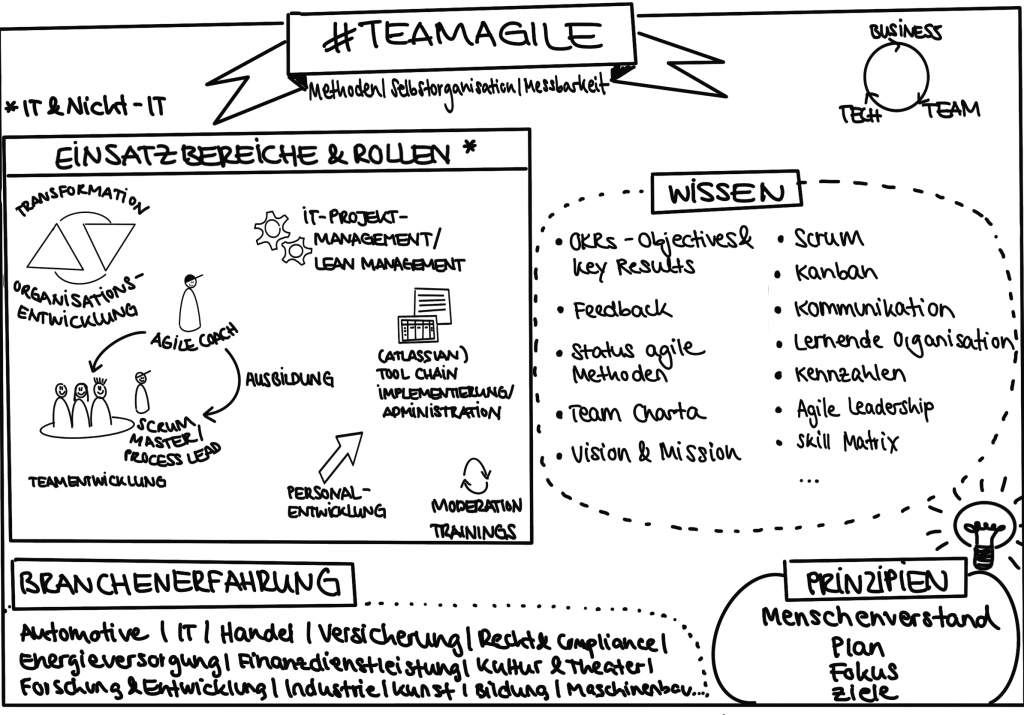 #TEAMAGILE
Methoden/Selbstorganisation/Messbarkeit
BUSINESS
TECH
TEAM
*IT & Nicht-IT
EINSATZBEREICHE & ROLLEN *
TRANSFORMATION
ORGANISATIONS-
ENTWICKLUNG
IT-PROJEKT-
MANAGEMENT/
LEAN MANAGEMENT
AGILE COACH
AUSBILDUNG
SCRUM
MASTER/
PROCESS LEAD
TEAMENTWICKLUNG
(ATLASSIAN)
TOOL CHAIN
IMPLEMENTIERUNG/
ADMINISTRATION
PERSONAL-
ENTWICKLUNG
MODERATION
TRAININGS
WISSEN
• OKRs - Objectives &
Key Results
• Feedback
• Status agile
Methoden
• Team Charta
• Vision & Mission
• Scrum
• Kanban
• Kommunikation
• Lernende Organisation
• Kennzahlen
• Agile Leadership
• Skill Matrix
...
BRANCHENERFAHRUNG
Automotive | IT | Handel | Versicherung | Recht & Compliance |
Energieversorgung | Finanzdienstleistung | Kultur & Theater |
Forschung & Entwicklung | Industrie | Kunst | Bildung | Maschinenbau...
PRINZIPIEN
Menschenverstand
Plan
Fokus
Ziele